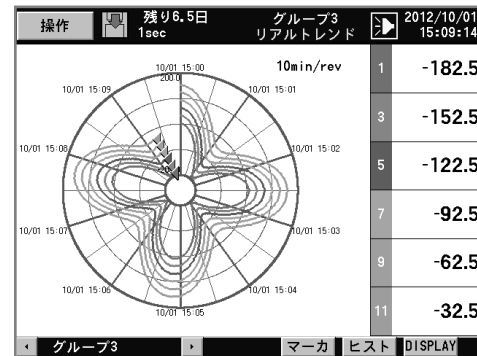 操作
残り6.5日
1sec
グループ3
リアルトレンド
2012/10/01
15:09:14
10min/rev
10/01 15:00
200.0
10/01 15:01
10/01 15:02
10/01 15:03
10/01 15:04
10/01 15:05
10/01 15:06
10/01 15:07
10/01 15:08
10/01 15:09
1 -182.5
3 -152.5
5 -122.5
7 -92.5
9 -62.5
11 -32.5
グループ3
マーカ
ヒスト
DISPLAY